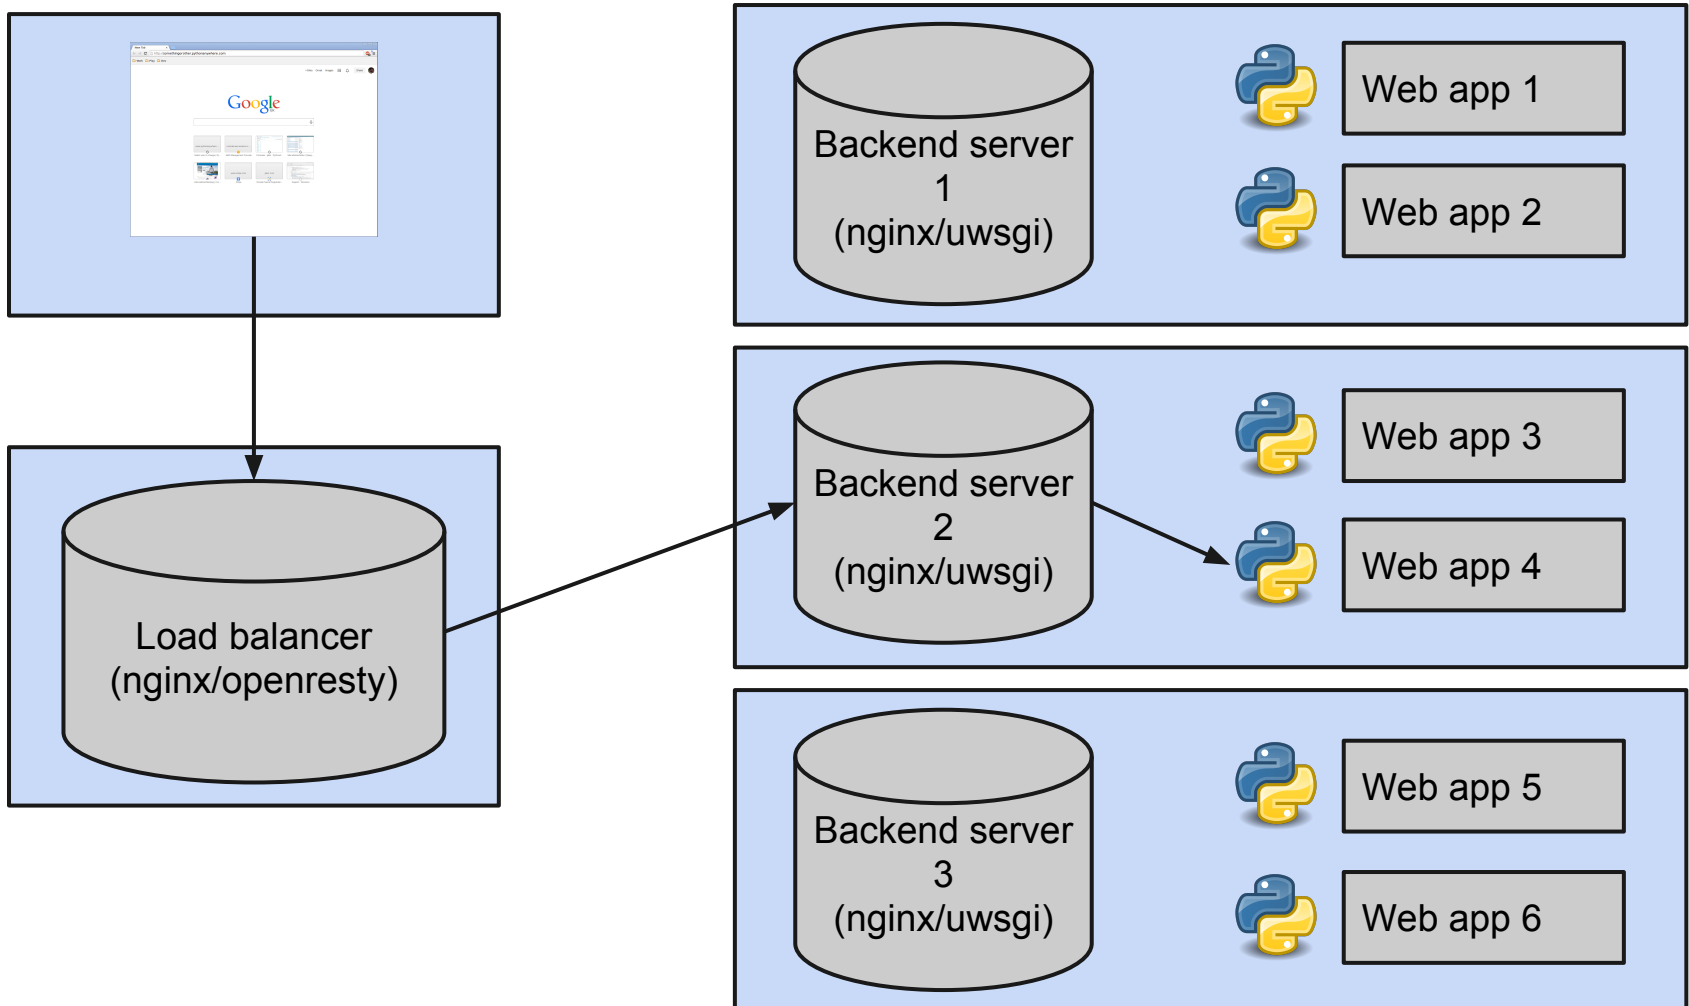 Google
Load balancer
(nginx/openresty)
Backend server
1
(nginx/uwsgi)
Web app 1
Web app 2
Backend server
2
(nginx/uwsgi)
Web app 3
Web app 4
Backend server
3
(nginx/uwsgi)
Web app 5
Web app 6